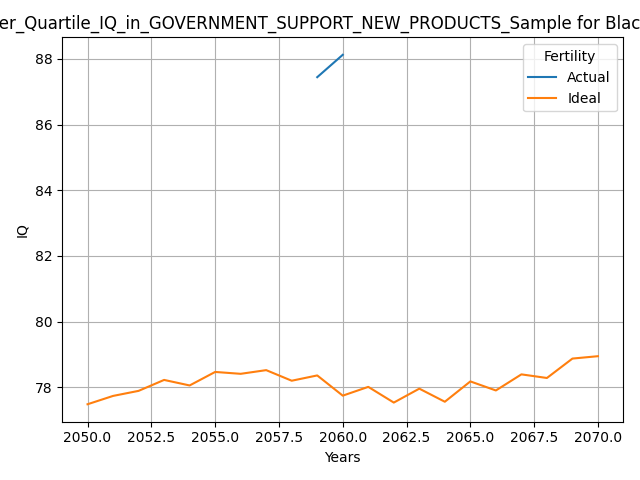 er_Quartile_IQ_in_GOVERNMENT_SUPPORT_NEW_PRODUCTS_Sample for Blac
Fertility
Actual
Ideal
88
86
84
82
80
78
IQ
2050.0 2052.5 2055.0 2057.5 2060.0 2062.5 2065.0 2067.5 2070.0
Years